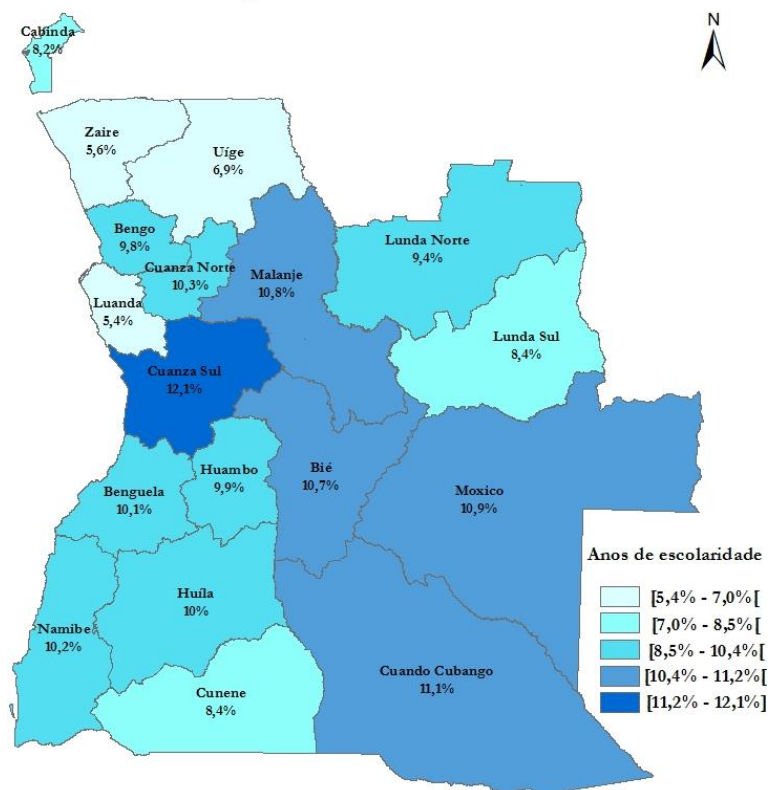 N
Cabinda
8,2%
Zaire
5,6%
Uíge
6,9%
Bengo
9,8%
Cuanza Norte
10,3%
Malanje
10,8%
Lunda Norte
9,4%
Luanda
5,4%
Lunda Sul
8,4%
Cuanza Sul
12,1%
Huambo
9,9%
Bié
10,7%
Benguela
10,1%
Moxico
10,9%
Anos de escolaridade
[5,4% - 7,0%[
[7,0% - 8,5%[
[8,5% - 10,4%[
[10,4% - 11,2%[
[11,2% - 12,1%]
Huíla
10%
Namibe
10,2%
Cunene
8,4%
Cuando Cubango
11,1%